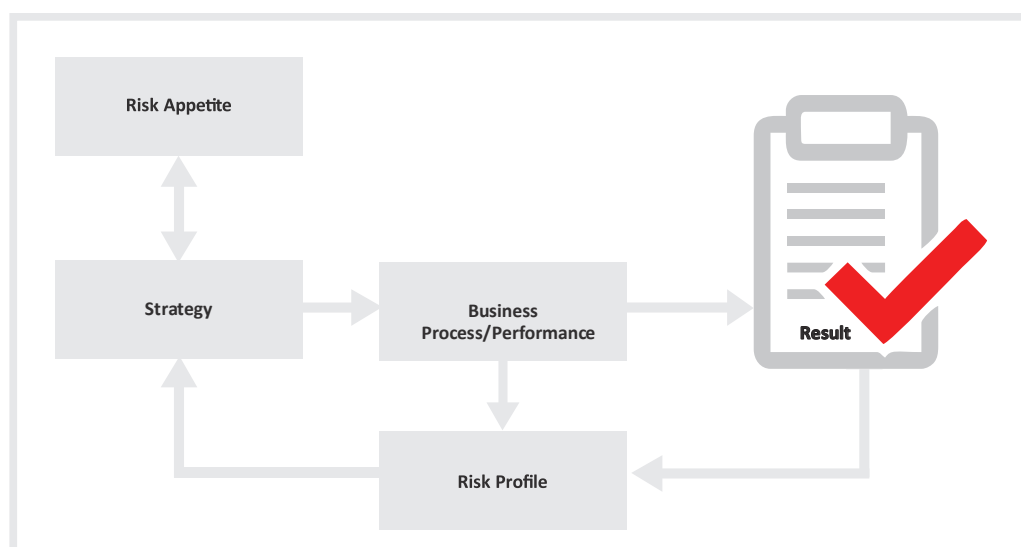 Risk Appetite
Strategy
Business
Process/Performance
Result
Risk Profile